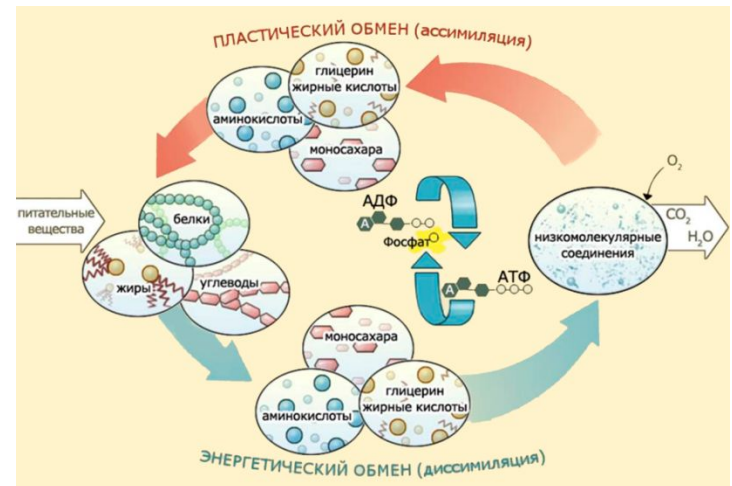 ПЛАСТИЧЕСКИЙ ОБМЕН (ассимиляция)
глицерин
жирные кислоты
аминокислоты
моносахара
O2
питательные
вещества
белки
жиры
углеводы
АДФ
А
Фосфат
АТФ
А
низкомолекулярные
соединения
CO2
H2O
моносахара
аминокислоты
глицерин
жирные кислоты
ЭНЕРГЕТИЧЕСКИЙ ОБМЕН (диссимиляция)